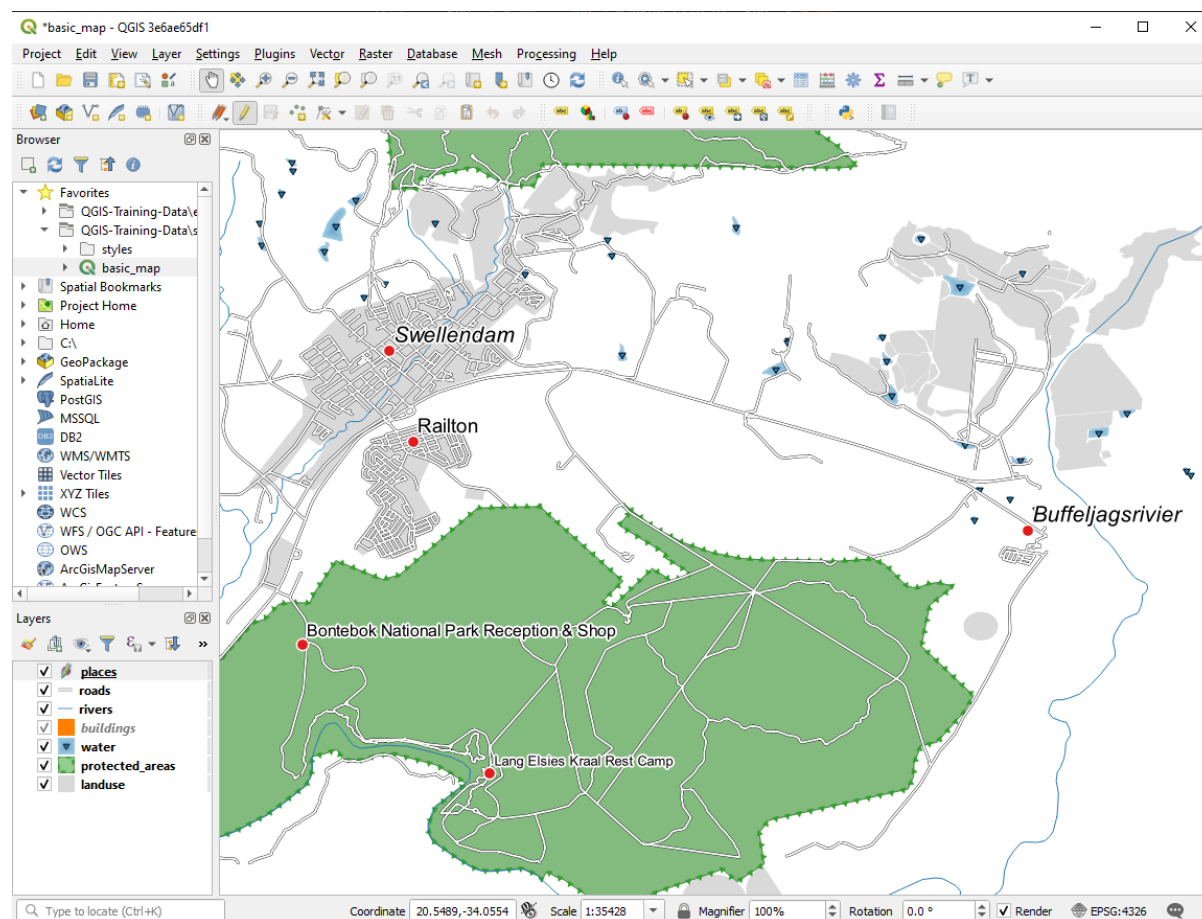 *basic_map - QGIS 3e6ae65df1
Project Edit View Layer Settings Plugins Vector Raster Database Mesh Processing Help
Browser
Favorites
QGIS-Training-Data\e
QGIS-Training-Data\s
styles
basic_map
Spatial Bookmarks
Project Home
Home
C:\
GeoPackage
SpatiaLite
PostGIS
MSSQL
DB2
WMS/WMTS
Vector Tiles
XYZ Tiles
WCS
WFS / OGC API - Feature
OWS
ArcGisMapServer
Layers
places
roads
rivers
buildings
water
protected_areas
landuse
Swellendam
Railton
Buffeljagsrivier
Bontebok National Park Reception & Shop
Lang Elsies Kraal Rest Camp
Type to locate (Ctrl+K) Coordinate 20.5489,-34.0554 Scale 1:35428 Magnifier 100% Rotation 0.0 ° Render EPSG:4326